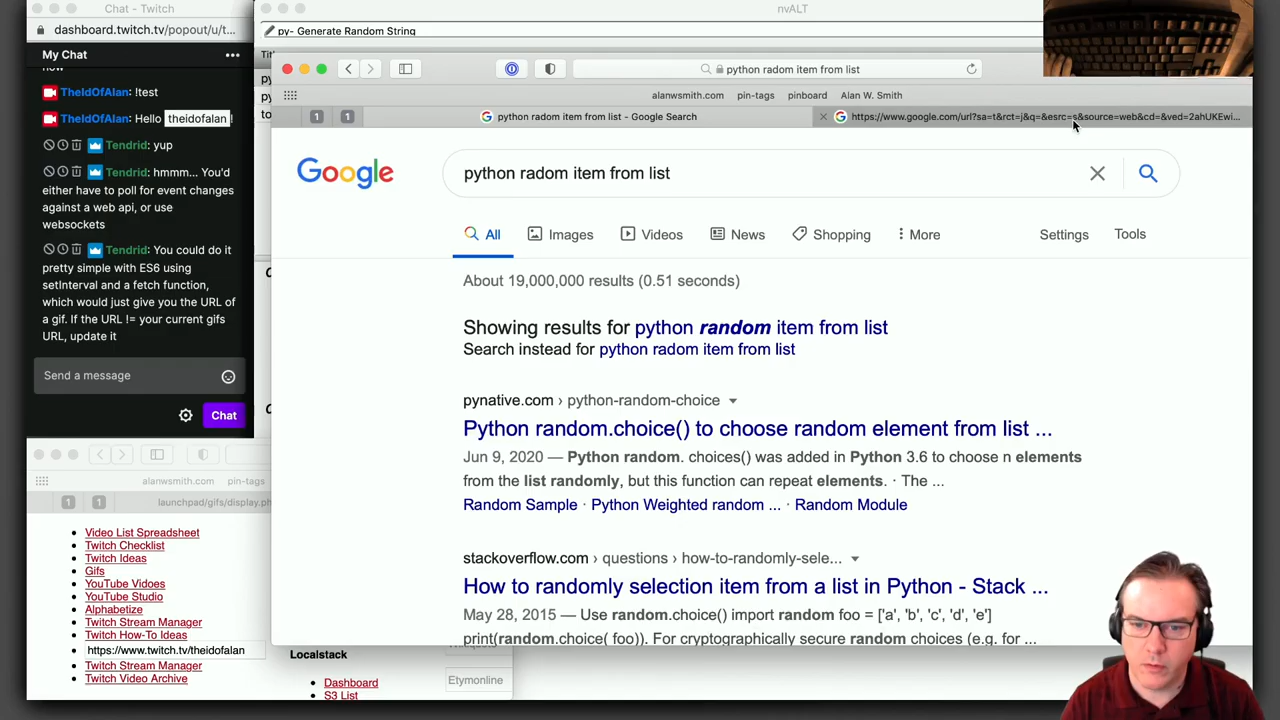 Chat - Twitch
dashboard.twitch.tv/popout/u/t...
My Chat
TheIdOfAlan: !test
TheIdOfAlan: Hello theidofalan !
Tendrid: yup
Tendrid: hmmm... You'd
either have to poll for event changes
against a web api, or use
websockets
Tendrid: You could do it
pretty simple with ES6 using
setInterval and a fetch function,
which would just give you the URL of
a gif. If the URL != your current gifs
URL, update it
Send a message
Chat
nvALT
py- Generate Random String
python radom item from list
alanwsmith.com pin-tags pinboard Alan W. Smith
1 1 python radom item from list - Google Search https://www.google.com/url?sa=t&rct=j&q=&esrc=s&source=web&cd=&ved=2ahUKEwi...
Google
python radom item from list
All Images Videos News Shopping More Settings Tools
About 19,000,000 results (0.51 seconds)
Showing results for python random item from list
Search instead for python radom item from list
pynative.com › python-random-choice
Python random.choice() to choose random element from list ...
Jun 9, 2020 — Python random. choices() was added in Python 3.6 to choose n elements
from the list randomly, but this function can repeat elements. · The ...
Random Sample · Python Weighted random ... · Random Module
stackoverflow.com › questions › how-to-randomly-sele...
How to randomly selection item from a list in Python - Stack ...
May 28, 2015 — Use random.choice() import random foo = ['a', 'b', 'c', 'd', 'e']
print(random.choice( foo)). For cryptographically secure random choices (e.g. for ...
alanwsmith.com pin-tags
1 1 launchpad/gifs/display.ph
Video List Spreadsheet
Twitch Checklist
Twitch Ideas
Gifs
YouTube Vidoes
YouTube Studio
Alphabetize
Twitch Stream Manager
Twitch How-To Ideas
https://www.twitch.tv/theidofalan
Twitch Stream Manager
Twitch Video Archive
Localstack
Dashboard
S3 List
Etymonline